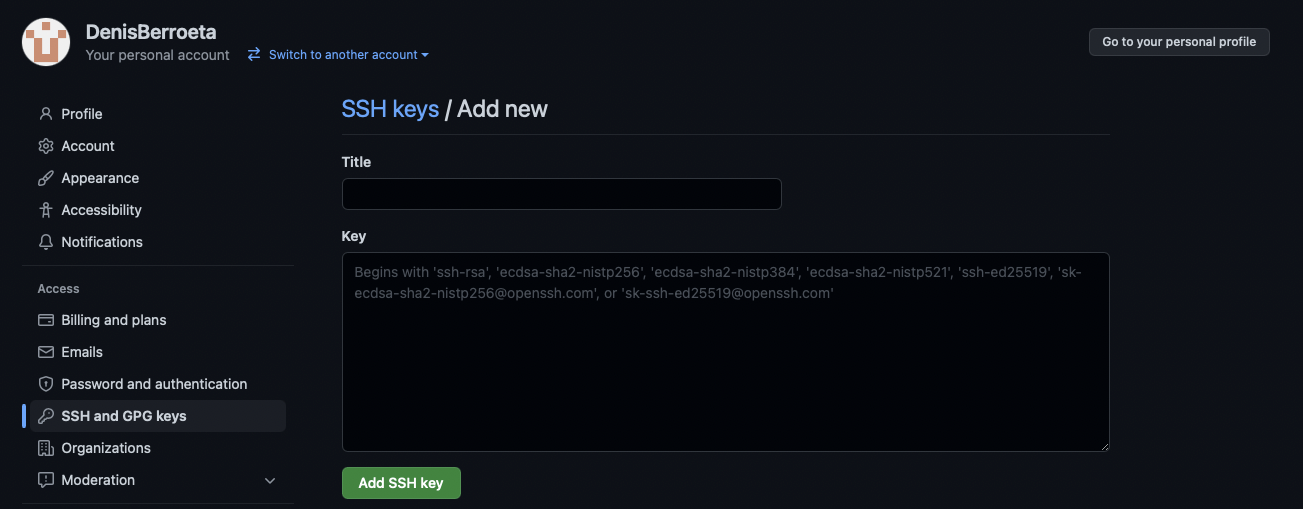 DenisBerroeta
Your personal account
Switch to another account
Go to your personal profile
Profile
Account
Appearance
Accessibility
Notifications
Access
Billing and plans
Emails
Password and authentication
SSH and GPG keys
Organizations
Moderation
SSH keys / Add new
Title
Key
Begins with 'ssh-rsa', 'ecdsa-sha2-nistp256', 'ecdsa-sha2-nistp384', 'ecdsa-sha2-nistp521', 'ssh-ed25519', 'sk-
ecdsa-sha2-nistp256@openssh.com', or 'sk-ssh-ed25519@openssh.com'
Add SSH key